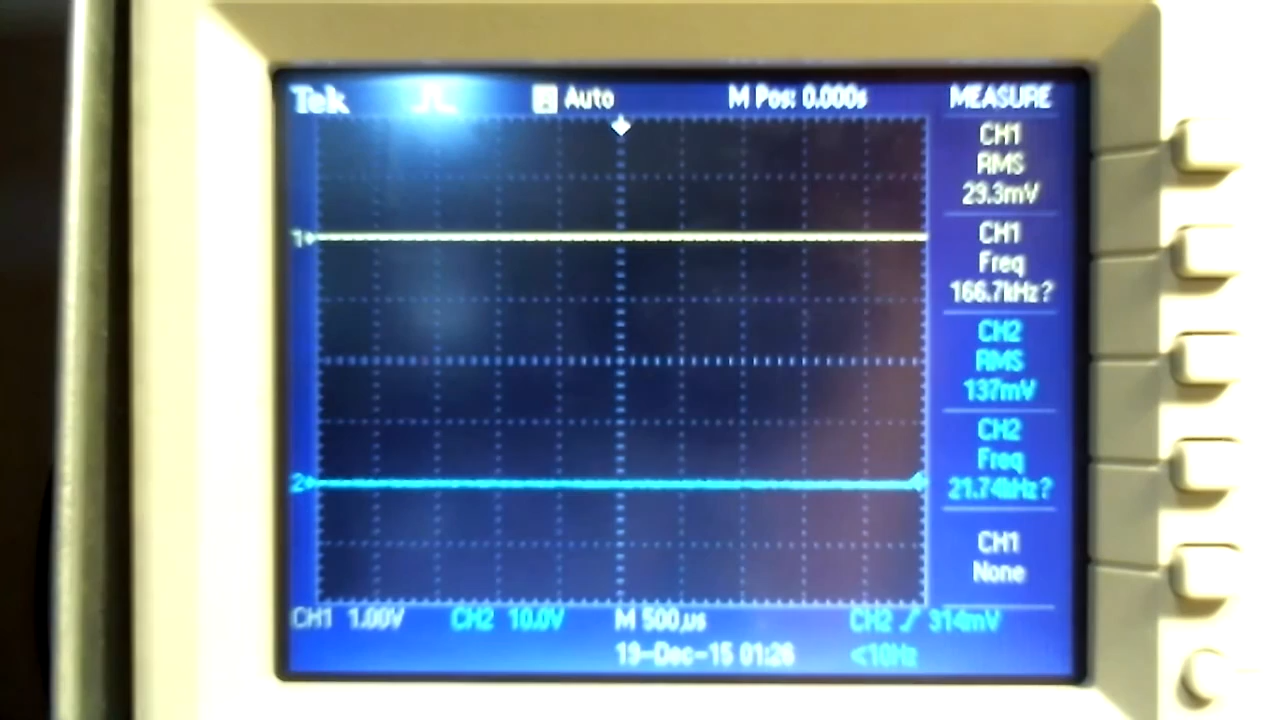 Tek Auto M Pos: 0.000s MEASURE
CH1
RMS
29.3mV
CH1
Freq
166.7kHz?
CH2
RMS
137mV
CH2
Freq
21.74kHz?
CH1
None
1
2
CH1 1.00V CH2 10.0V M 500µs CH2 314mV
19-Dec-15 01:26 <10Hz